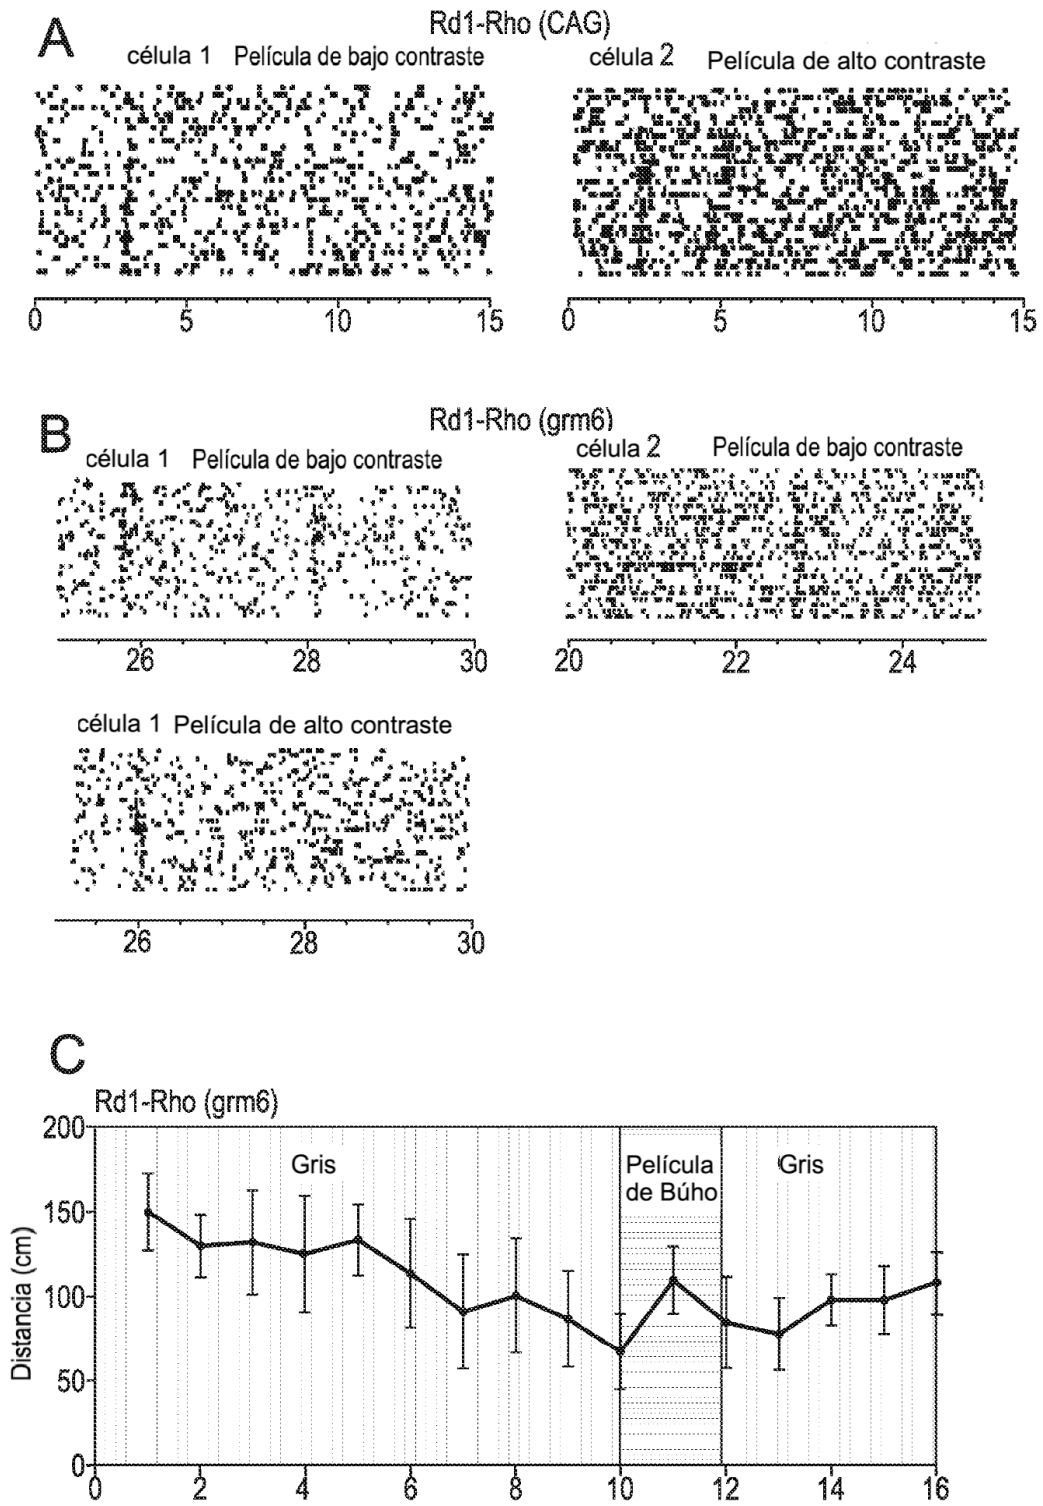 A
Rd1-Rho (CAG)
célula 1 Película de bajo contraste
célula 2 Película de alto contraste
0 5 10 15
0 5 10 15
B
Rd1-Rho (grm6)
célula 1 Película de bajo contraste
célula 2 Película de bajo contraste
26 28 30
20 22 24
célula 1 Película de alto contraste
26 28 30
C
Rd1-Rho (grm6)
Distancia (cm)
200
150
100
50
0
Gris
Película
de Búho
Gris
0 2 4 6 8 10 12 14 16